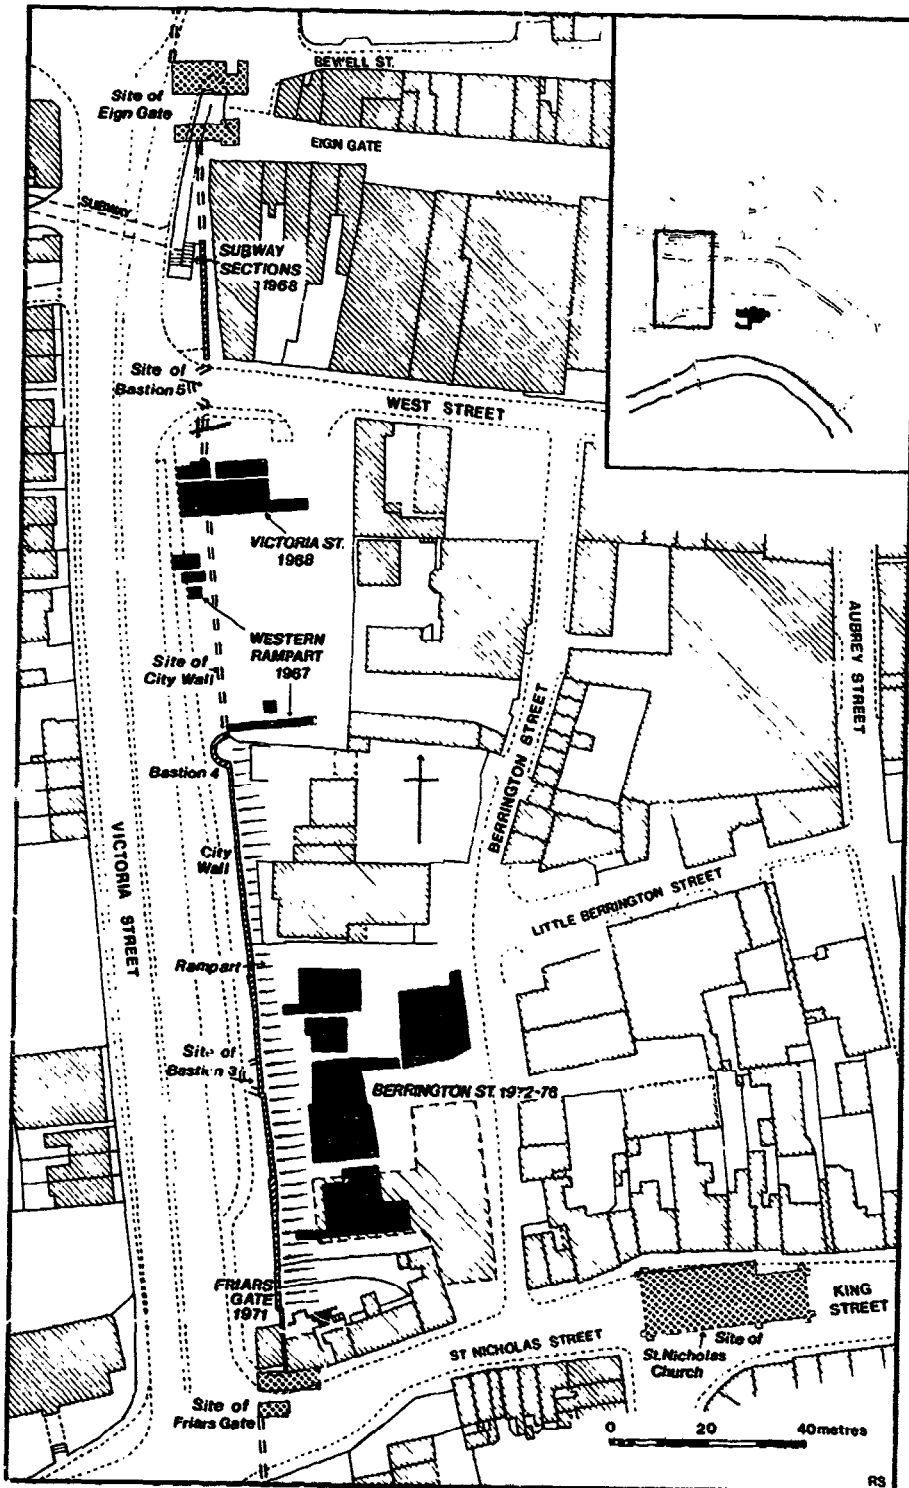 BEWELL ST.
Site of
Eign Gate
EIGN GATE
SUBWAY
SUBWAY
SECTIONS
1968
Site of
Bastion 5
WEST STREET
VICTORIA ST.
1968
WESTERN
RAMPART
1967
Site of
City Wall
AUBREY STREET
BERRINGTON STREET
Bastion 4
City
Wall
VICTORIA STREET
LITTLE BERRINGTON STREET
Rampart
Site of
Bastion 3
BERRINGTON ST. 1972-76
FRIARS
GATE
1971
KING
STREET
ST NICHOLAS STREET
Site of
St. Nicholas
Church
Site of
Friars Gate
0 20 40 metres
RS